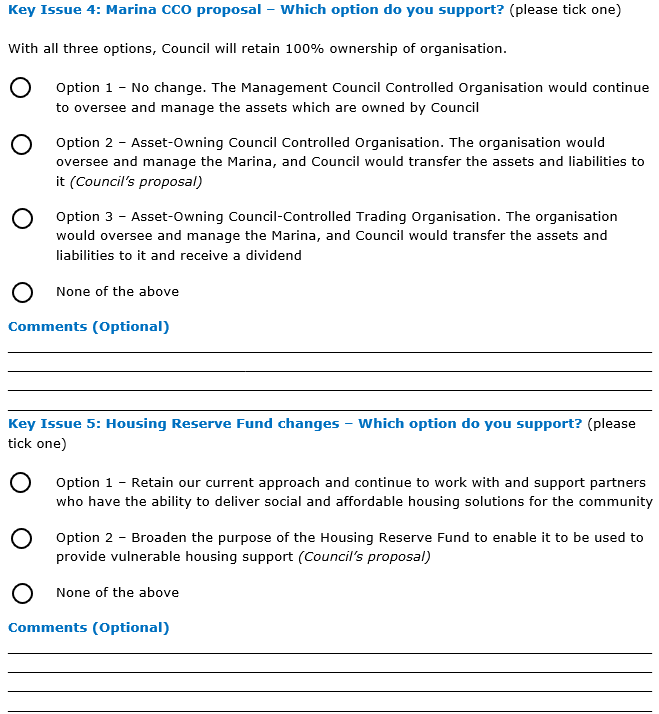 Key Issue 4: Marina CCO proposal – Which option do you support? (please tick one)
With all three options, Council will retain 100% ownership of organisation.
Option 1 – No change. The Management Council Controlled Organisation would continue
to oversee and manage the assets which are owned by Council
Option 2 – Asset-Owning Council Controlled Organisation. The organisation would
oversee and manage the Marina, and Council would transfer the assets and liabilities to
it (Council’s proposal)
Option 3 – Asset-Owning Council-Controlled Trading Organisation. The organisation
would oversee and manage the Marina, and Council would transfer the assets and
liabilities to it and receive a dividend
None of the above
Comments (Optional)
Key Issue 5: Housing Reserve Fund changes – Which option do you support? (please
tick one)
Option 1 – Retain our current approach and continue to work with and support partners
who have the ability to deliver social and affordable housing solutions for the community
Option 2 – Broaden the purpose of the Housing Reserve Fund to enable it to be used to
provide vulnerable housing support (Council’s proposal)
None of the above
Comments (Optional)